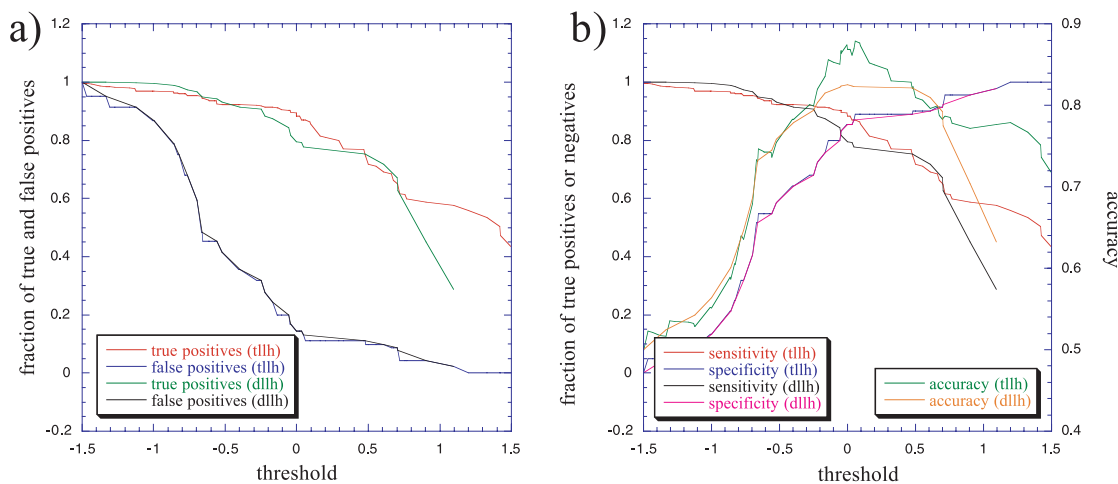 a)
fraction of true and false positives
1.2
1
0.8
0.6
0.4
0.2
0
-0.2
true positives (tllh)
false positives (tllh)
true positives (dllh)
false positives (dllh)
-1.5 -1 -0.5 0 0.5 1 1.5
threshold
b)
fraction of true positives or negatives
1.2
1
0.8
0.6
0.4
0.2
0
-0.2
sensitivity (tllh)
specificity (tllh)
sensitivity (dllh)
specificity (dllh)
accuracy (tllh)
accuracy (dllh)
0.9
0.8
0.7
0.6
0.5
0.4
accuracy
-1.5 -1 -0.5 0 0.5 1 1.5
threshold